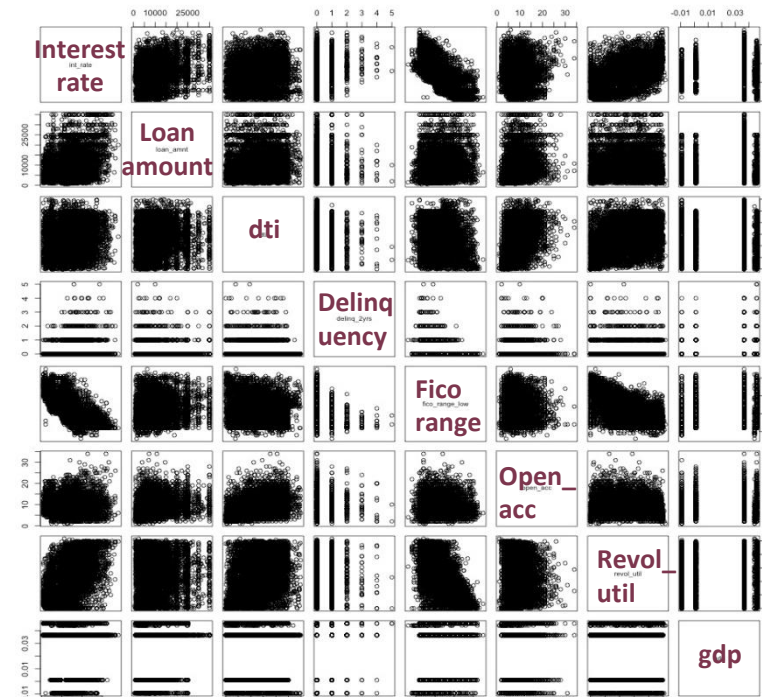 0 10000 25000
0 1 2 3 4 5
0 10 20 30
-0.01 0.01 0.03
Interest
rate
int_rate
Loan
amount
loan_amnt
0 10000 25000
dti
Delinq
uency
delinq_2yrs
0 1 2 3 4 5
Fico
range
fico_range_low
Open_
acc
open_acc
0 10 20 30
Revol_
util
revol_util
gdp
0.01 0.03